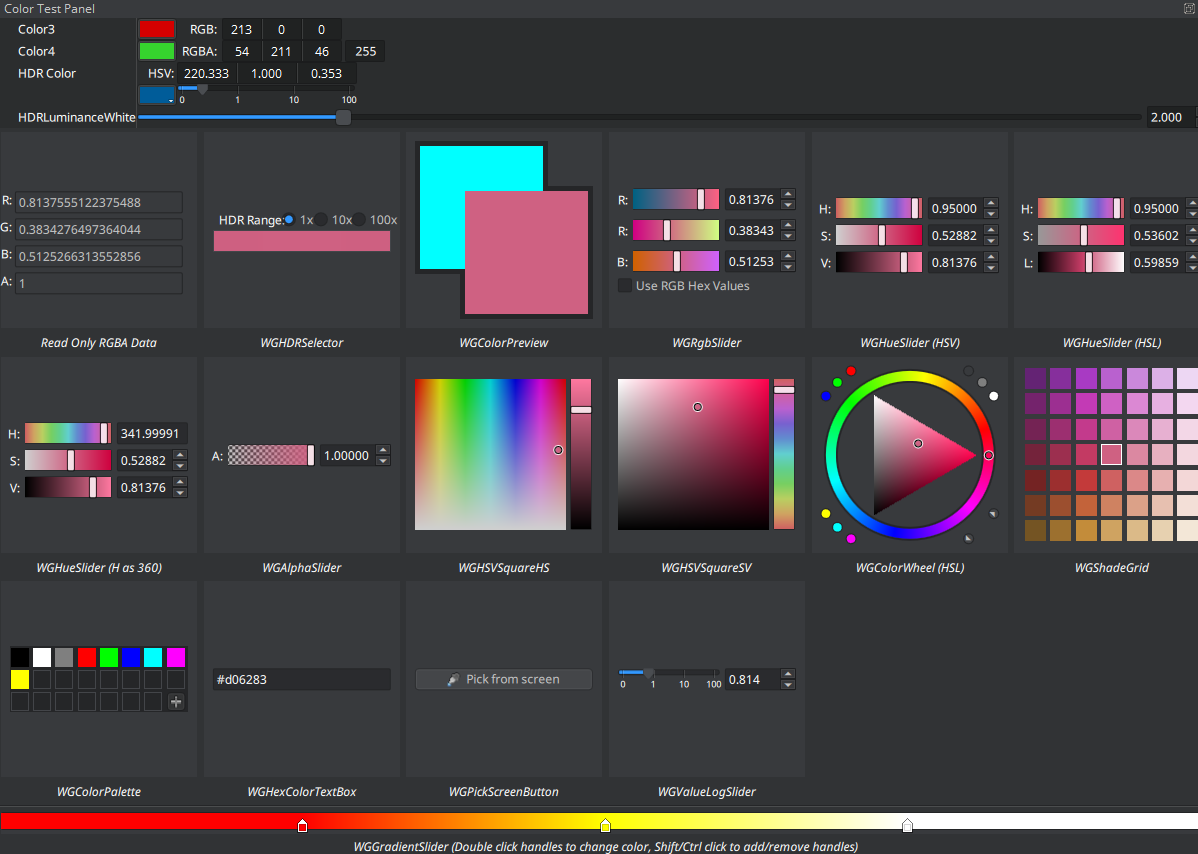 Color Test Panel
Color3 RGB: 213 0 0
Color4 RGBA: 54 211 46 255
HDR Color HSV: 220.333 1.000 0.353
0 1 10 100
HDRLuminanceWhite 2.000
R: 0.8137555122375488
G: 0.3834276497364044
B: 0.5125266313552856
A: 1
Read Only RGBA Data
HDR Range: 1x 10x 100x
WGHDRSelector
WGColorPreview
R: 0.81376
R: 0.38343
B: 0.51253
Use RGB Hex Values
WGRgbSlider
H: 0.95000
S: 0.52882
V: 0.81376
WGHueSlider (HSV)
H: 0.95000
S: 0.53602
L: 0.59859
WGHueSlider (HSL)
H: 341.99991
S: 0.52882
V: 0.81376
WGHueSlider (H as 360)
A: 1.00000
WGAlphaSlider
WGHSVSquareHS
WGHSVSquareSV
WGColorWheel (HSL)
WGShadeGrid
WGColorPalette
#d06283
WGHexColorTextBox
Pick from screen
WGPickScreenButton
0 1 10 100 0.814
WGValueLogSlider
WGGradientSlider (Double click handles to change color, Shift/Ctrl click to add/remove handles)